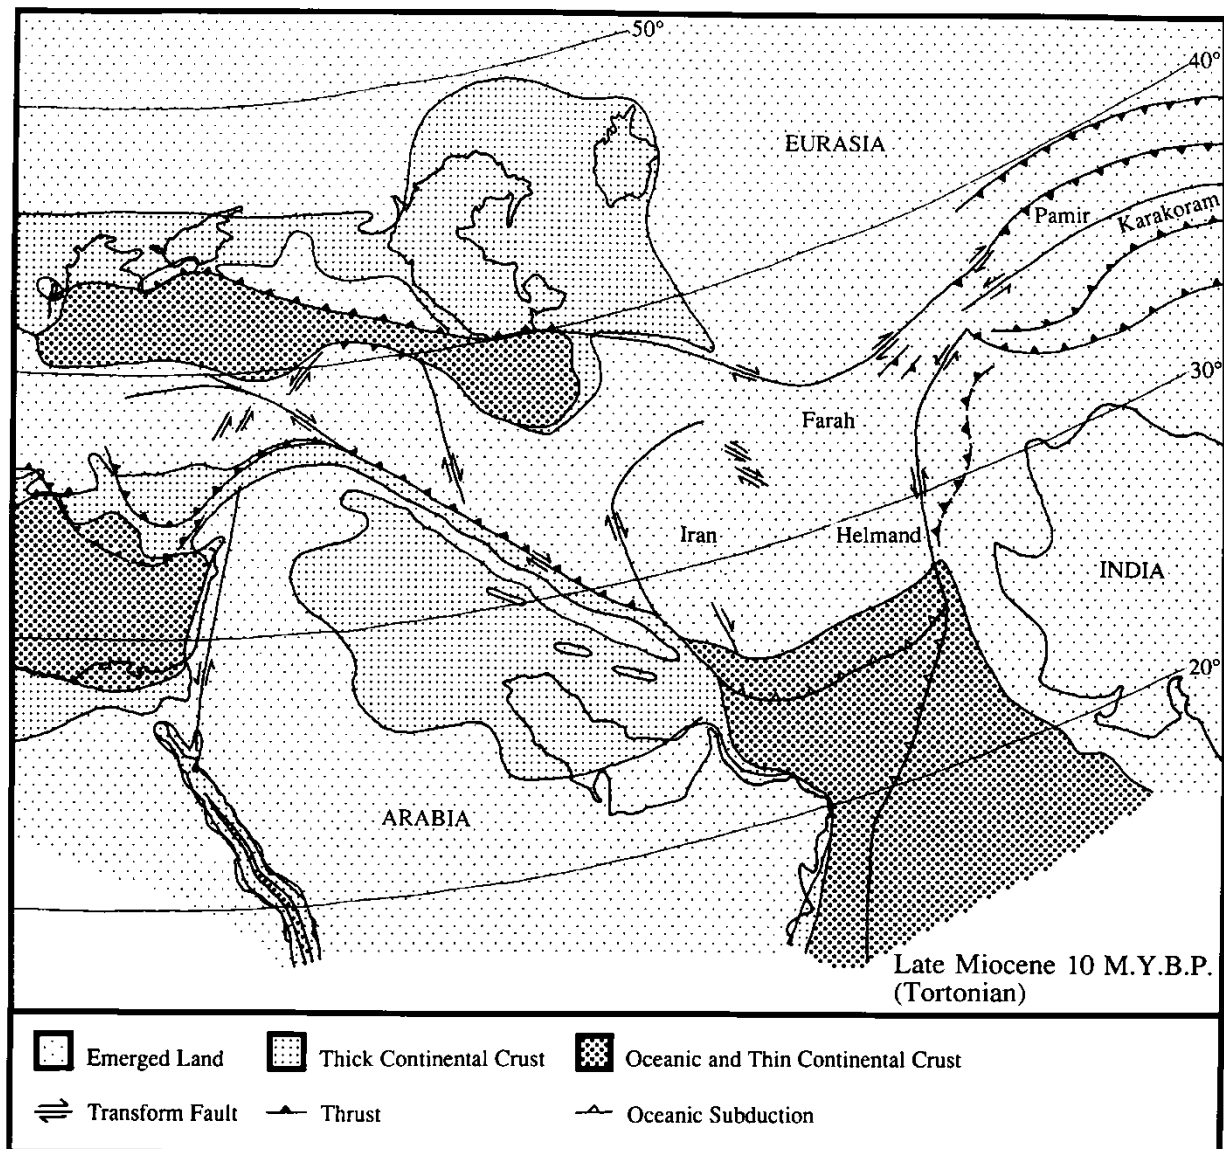 50°
40°
EURASIA
Pamir
Karakoram
30°
Farah
Iran
Helmand
INDIA
20°
ARABIA
Late Miocene 10 M.Y.B.P.
(Tortonian)
Emerged Land
Thick Continental Crust
Oceanic and Thin Continental Crust
Transform Fault
Thrust
Oceanic Subduction